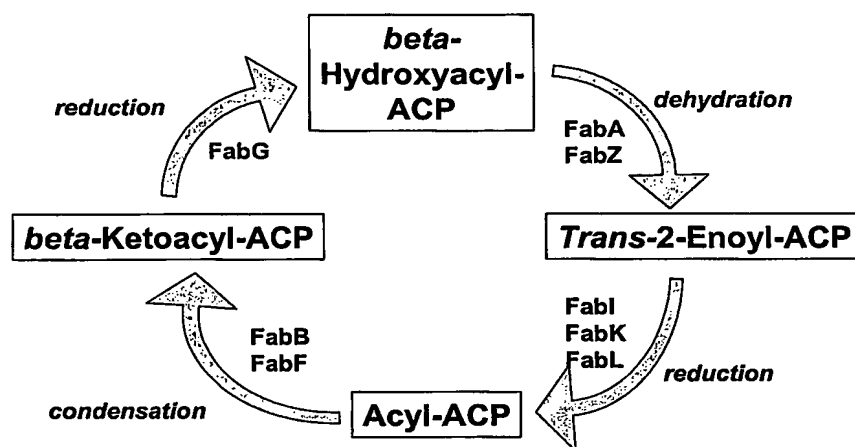 beta-
Hydroxyacyl-
ACP
reduction
dehydration
FabG
FabA
FabZ
beta-Ketoacyl-ACP
Trans-2-Enoyl-ACP
FabB
FabF
FabI
FabK
FabL
condensation
reduction
Acyl-ACP